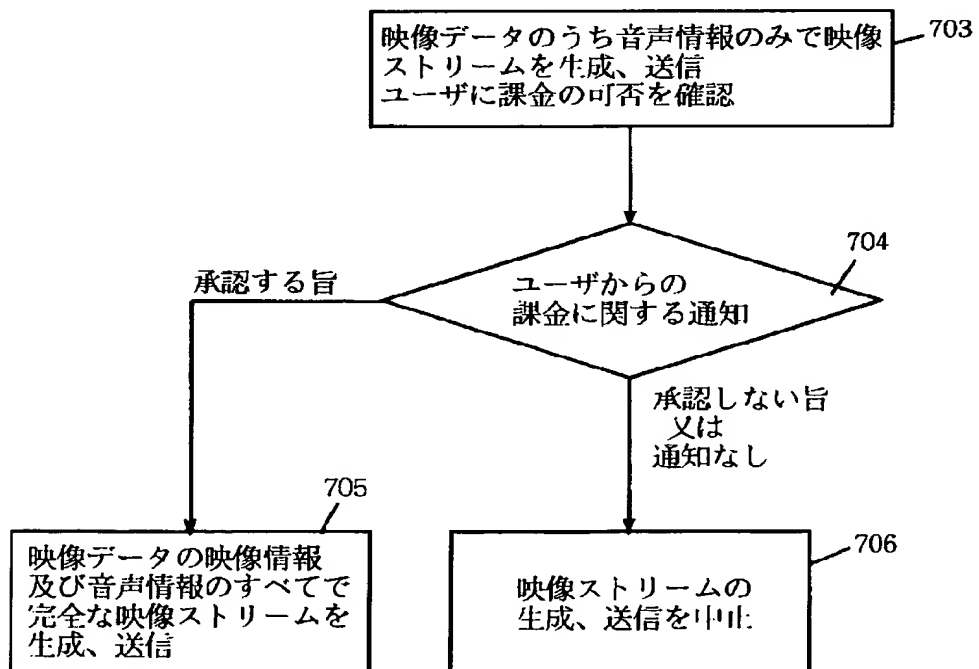 映像データのうち音声情報のみで映像
ストリームを生成、送信
ユーザに課金の可否を確認
703
704
ユーザからの
課金に関する通知
承認する旨
承認しない旨
又は
通知なし
705
映像データの映像情報
及び音声情報のすべてで
完全な映像ストリームを
生成、送信
706
映像ストリームの
生成、送信を中止